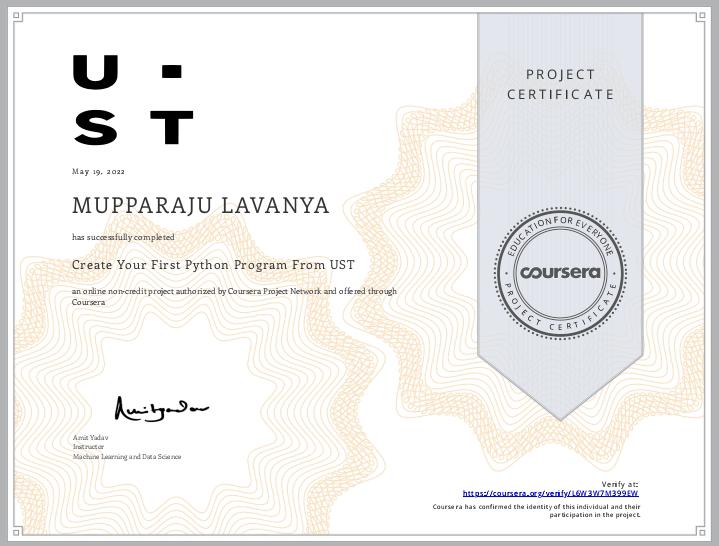 U ·
S T
May 19, 2022
MUPPARAJU LAVANYA
has successfully completed
Create Your First Python Program From UST
an online non-credit project authorized by Coursera Project Network and offered through
Coursera
Amit Yadav
Amit Yadav
Instructor
Machine Learning and Data Science
PROJECT
CERTIFICATE
EDUCATION FOR EVERYONE
coursera
PROJECT CERTIFICATE
Verify at:
https://coursera.org/verify/L6W3W7M399EW
Coursera has confirmed the identity of this individual and their
participation in the project.